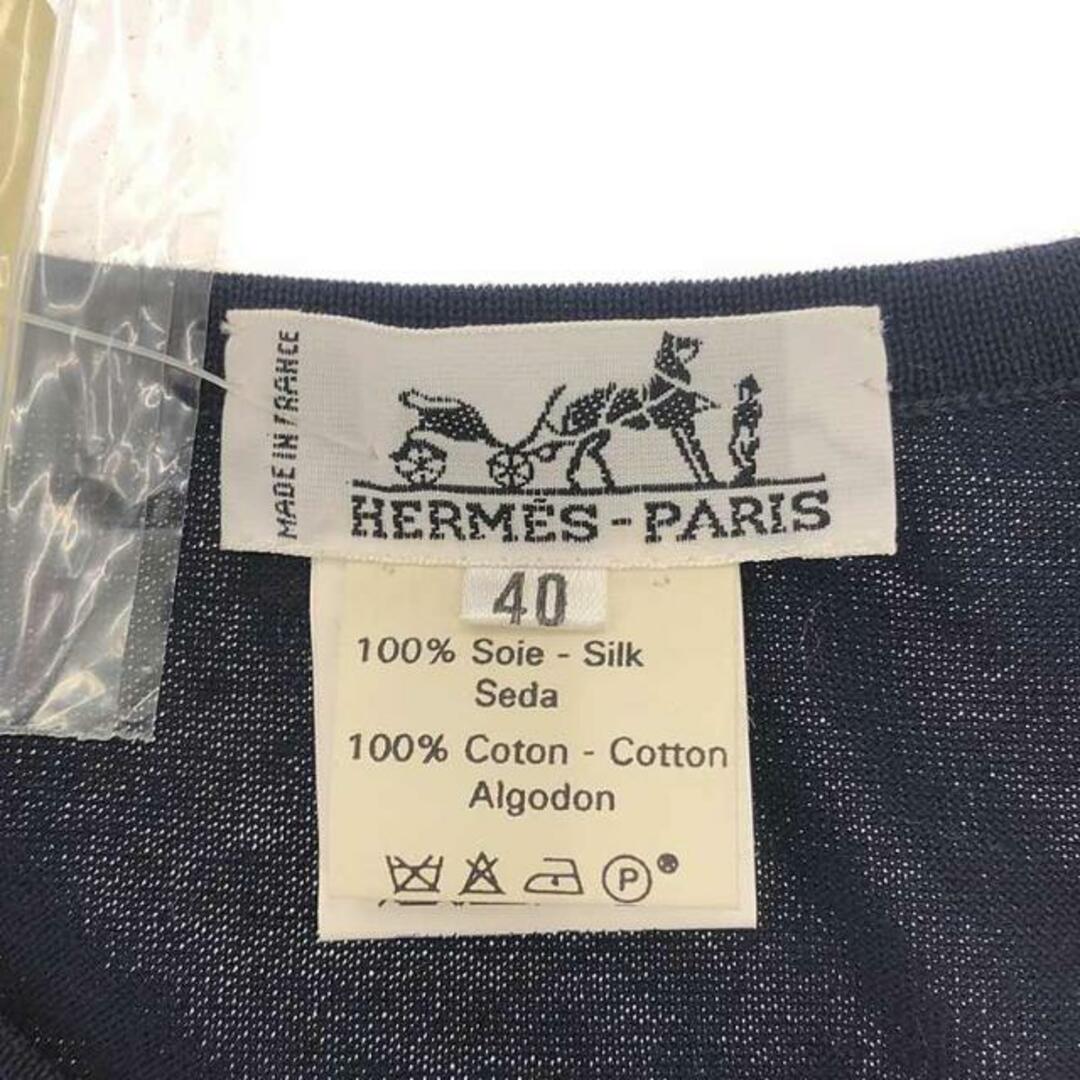 MADE IN FRANCE
HERMÈS - PARIS
40
100% Soie - Silk
Seda
100% Coton - Cotton
Algodon
P